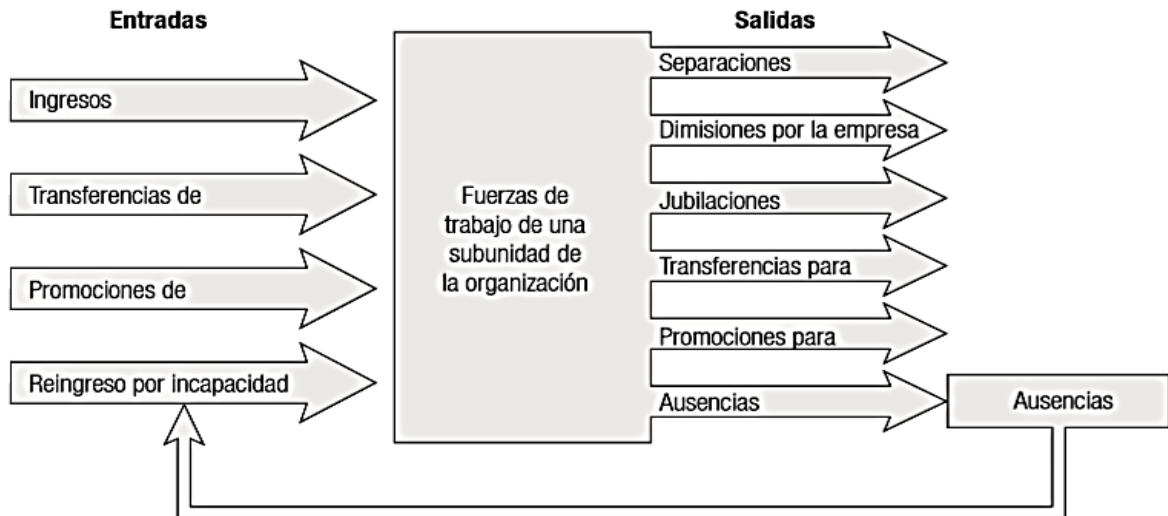 Entradas
Salidas
Ingresos
Transferencias de
Promociones de
Reingreso por incapacidad
Fuerzas de
trabajo de una
subunidad de
la organización
Separaciones
Dimisiones por la empresa
Jubilaciones
Transferencias para
Promociones para
Ausencias
Ausencias